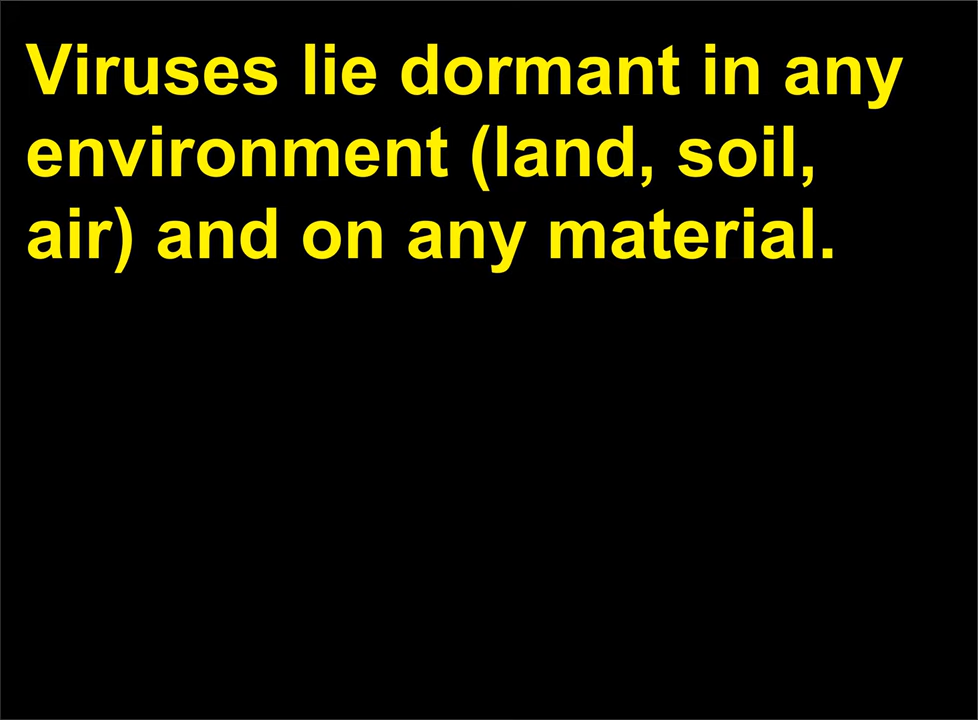 Viruses lie dormant in any
environment (land, soil,
air) and on any material.